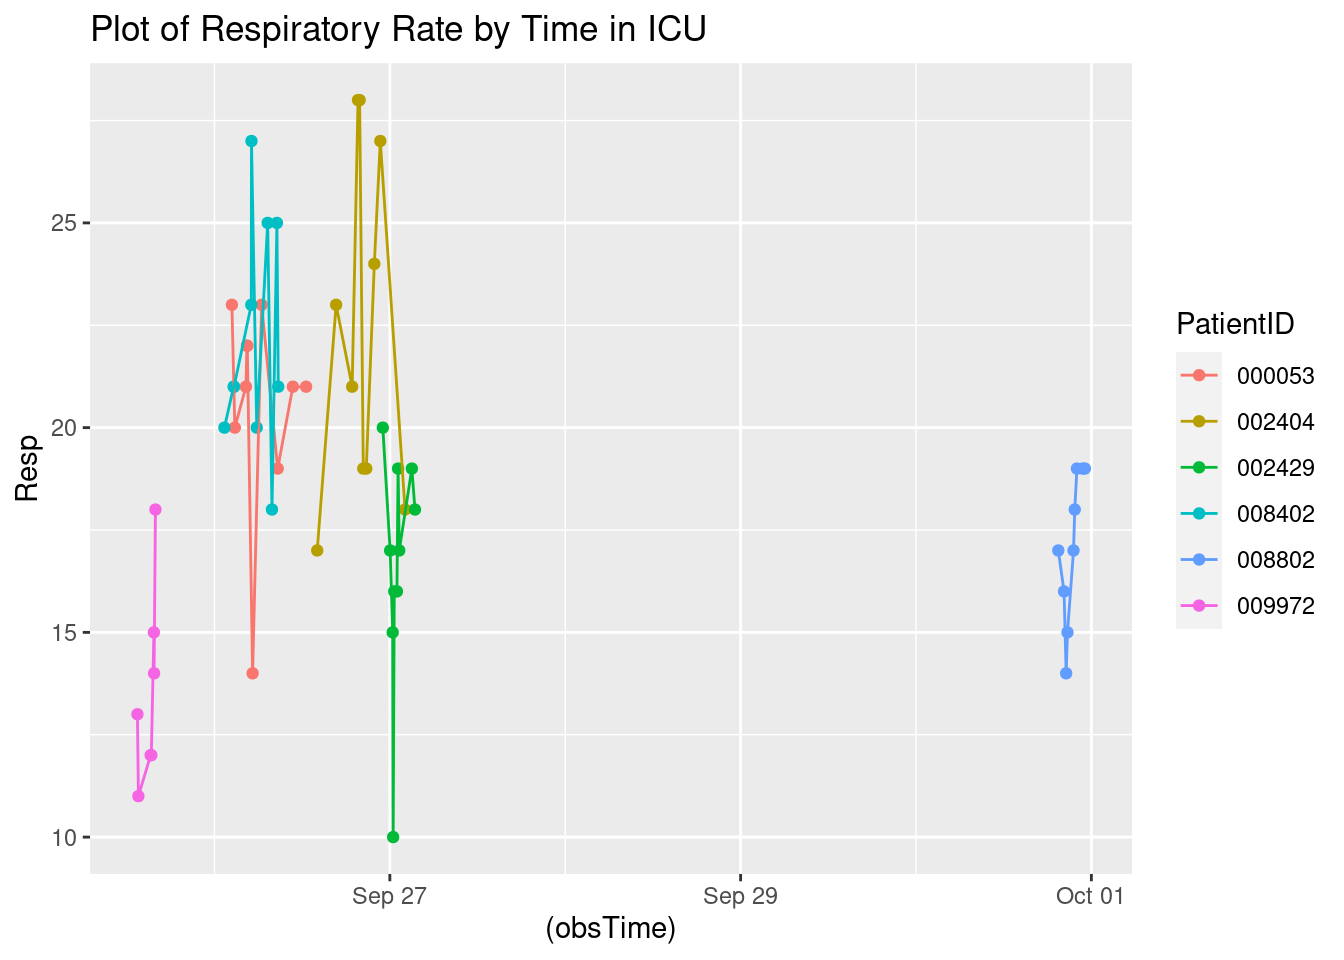 Plot of Respiratory Rate by Time in ICU
25
20
15
10
Resp
Sep 27
Sep 29
Oct 01
(obsTime)
PatientID
000053
002404
002429
008402
008802
009972